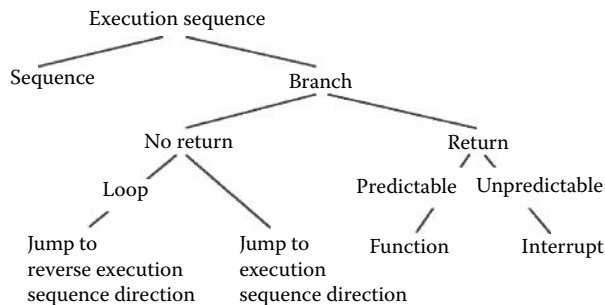 Execution sequence
Sequence
Branch
No return
Return
Loop
Predictable
Unpredictable
Jump to
reverse execution
sequence direction
Jump to
execution
sequence direction
Function
Interrupt